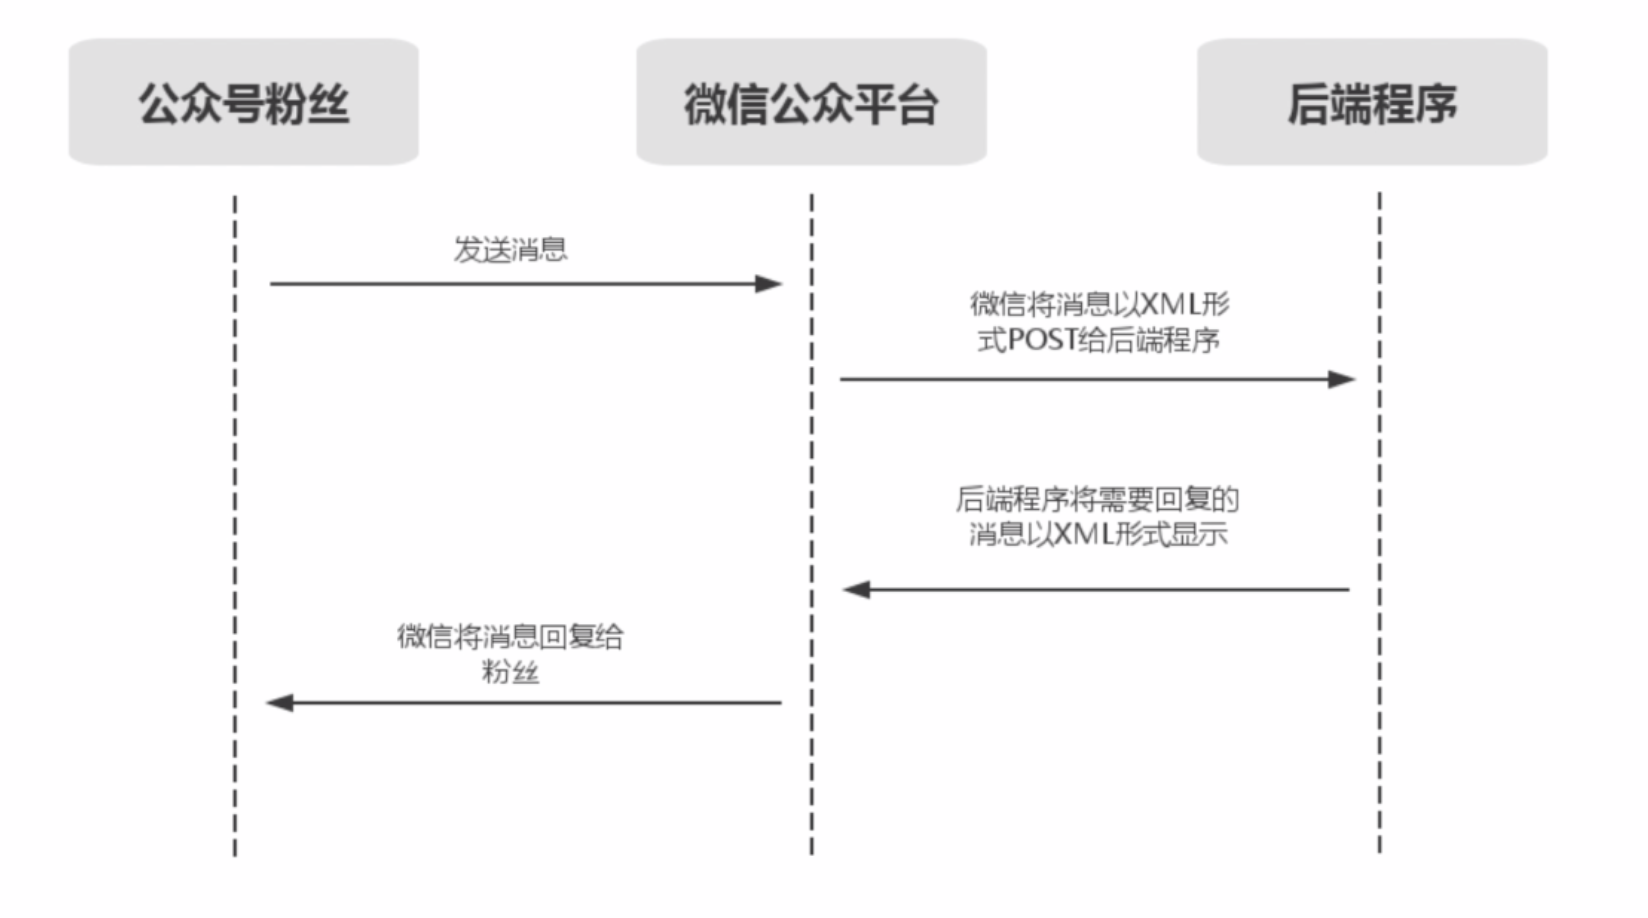 公众号粉丝
微信公众平台
后端程序
发送消息
微信将消息以XML形
式POST给后端程序
后端程序将需要回复的
消息以XML形式显示
微信将消息回复给
粉丝